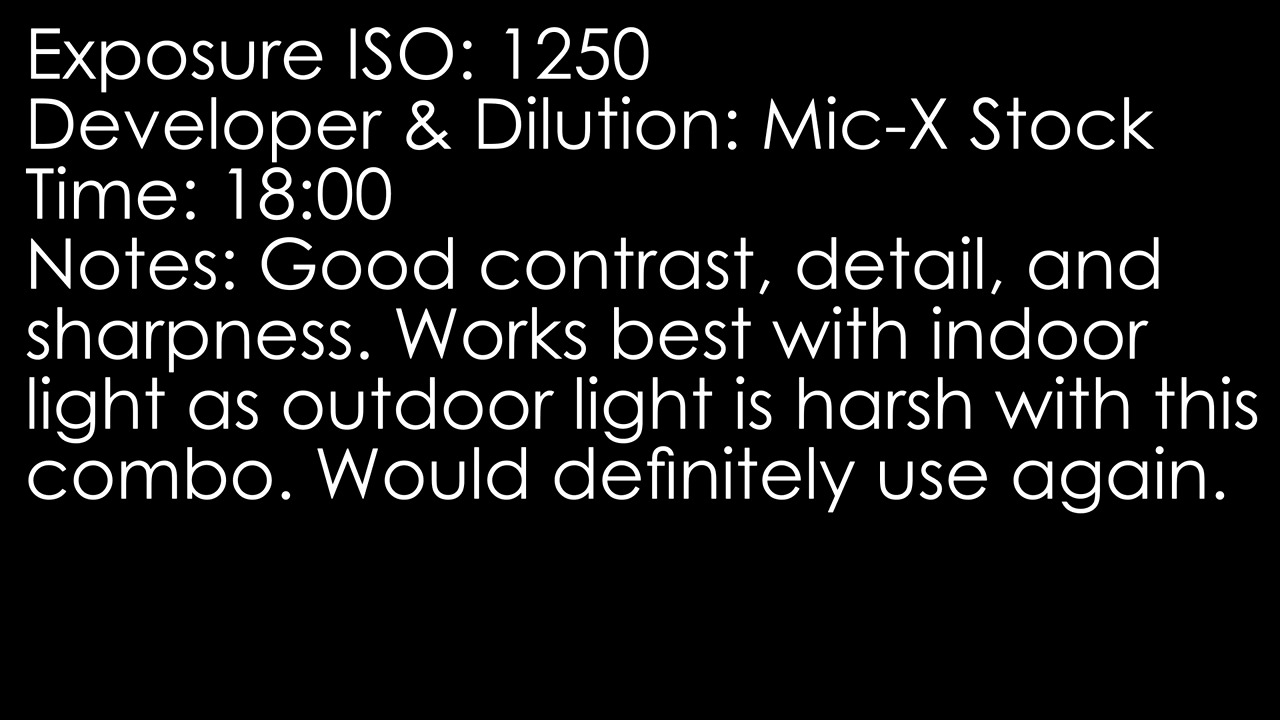 Exposure ISO: 1250
Developer & Dilution: Mic-X Stock
Time: 18:00
Notes: Good contrast, detail, and
sharpness. Works best with indoor
light as outdoor light is harsh with this
combo. Would definitely use again.